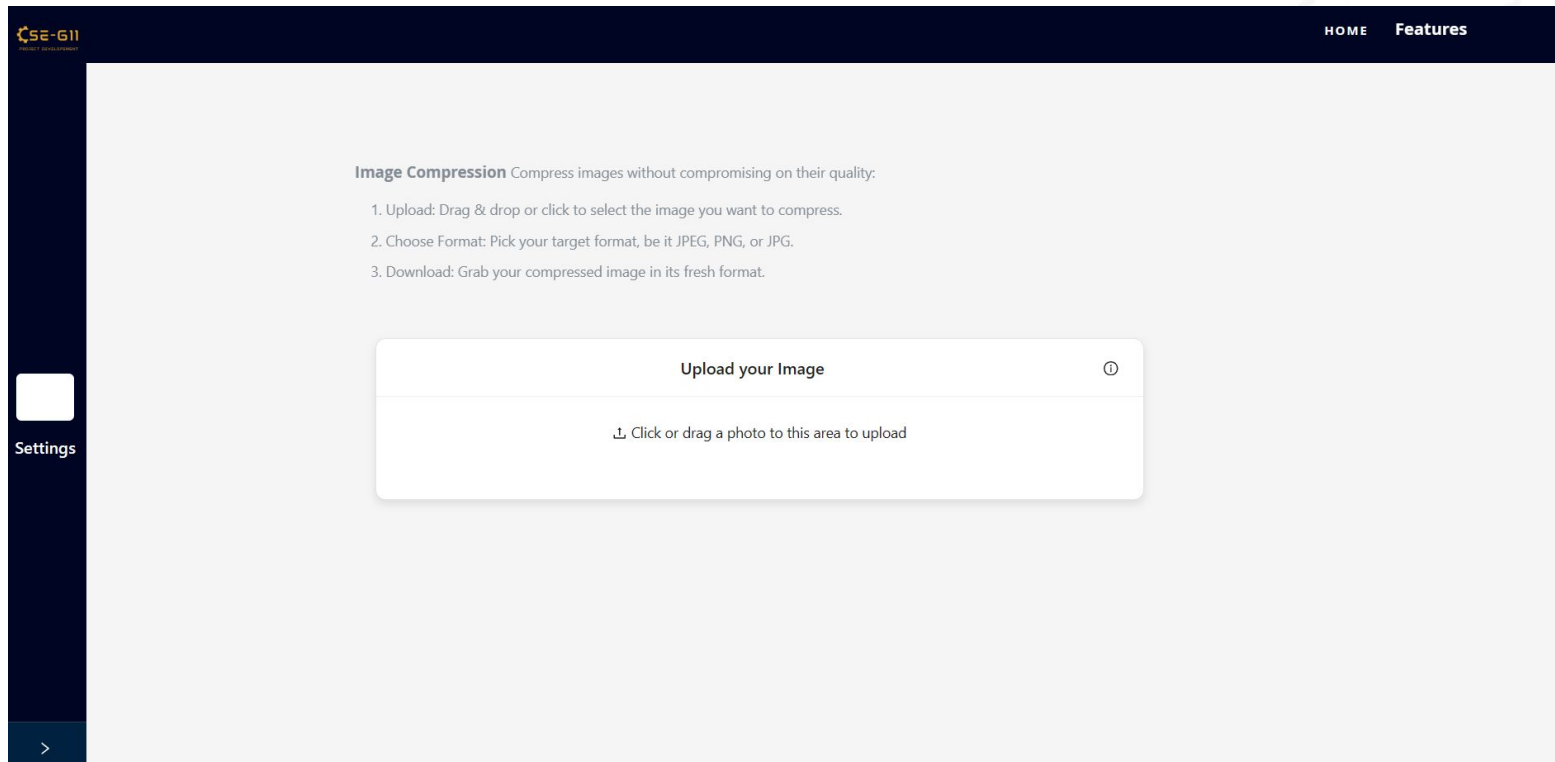 CSE-G11
PROJECT DEVELOPEMENT
HOME
Features
Image Compression Compress images without compromising on their quality:
1. Upload: Drag & drop or click to select the image you want to compress.
2. Choose Format: Pick your target format, be it JPEG, PNG, or JPG.
3. Download: Grab your compressed image in its fresh format.
Upload your Image
Click or drag a photo to this area to upload
Settings